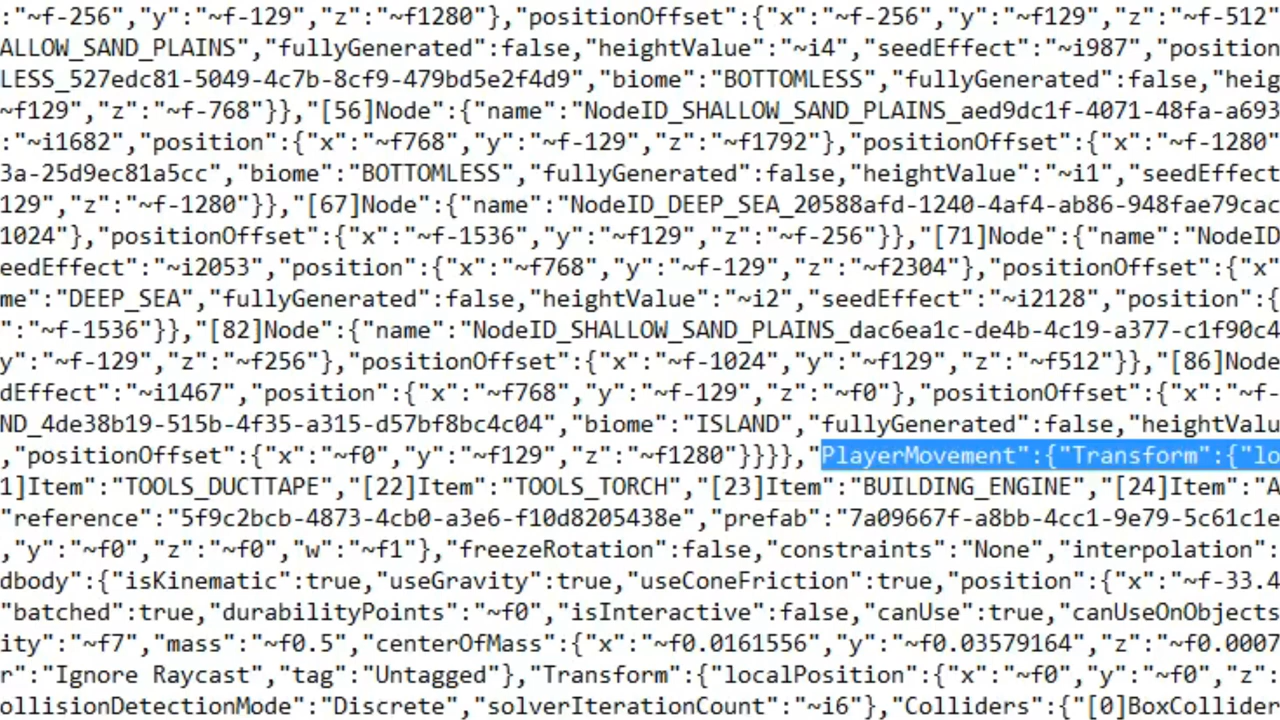 :"~f-256","y":"~f-129","z":"~f1280"},"positionOffset":{"x":"~f-256","y":"~f129","z":"~f-512"
ALLOW_SAND_PLAINS","fullyGenerated":false,"heightValue":"~i4","seedEffect":"~i987","position
LESS_527edc81-5049-4c7b-8cf9-479bd5e2f4d9","biome":"BOTTOMLESS","fullyGenerated":false,"heig
~f129","z":"~f-768"}},"[56]Node":{"name":"NodeID_SHALLOW_SAND_PLAINS_aed9dc1f-4071-48fa-a693
:"~i1682","position":{"x":"~f768","y":"~f-129","z":"~f1792"},"positionOffset":{"x":"~f-1280"
3a-25d9ec81a5cc","biome":"BOTTOMLESS","fullyGenerated":false,"heightValue":"~i1","seedEffect
129","z":"~f-1280"}},"[67]Node":{"name":"NodeID_DEEP_SEA_20588afd-1240-4af4-ab86-948fae79cac
1024"},"positionOffset":{"x":"~f-1536","y":"~f129","z":"~f-256"}},"[71]Node":{"name":"NodeID
eedEffect":"~i2053","position":{"x":"~f768","y":"~f-129","z":"~f2304"},"positionOffset":{"x"
me":"DEEP_SEA","fullyGenerated":false,"heightValue":"~i2","seedEffect":"~i2128","position":{
":"~f-1536"}},"[82]Node":{"name":"NodeID_SHALLOW_SAND_PLAINS_dac6ea1c-de4b-4c19-a377-c1f90c4
y":"~f-129","z":"~f256"},"positionOffset":{"x":"~f-1024","y":"~f129","z":"~f512"}},"[86]Node
dEffect":"~i1467","position":{"x":"~f768","y":"~f-129","z":"~f0"},"positionOffset":{"x":"~f-
ND_4de38b19-515b-4f35-a315-d57bf8bc4c04","biome":"ISLAND","fullyGenerated":false,"heightValu
,"positionOffset":{"x":"~f0","y":"~f129","z":"~f1280"}}}},"PlayerMovement":{"Transform":{"lo
1]Item":"TOOLS_DUCTTAPE","[22]Item":"TOOLS_TORCH","[23]Item":"BUILDING_ENGINE","[24]Item":"A
"reference":"5f9c2bcb-4873-4cb0-a3e6-f10d8205438e","prefab":"7a09667f-a8bb-4cc1-9e79-5c61c1e
,"y":"~f0","z":"~f0","w":"~f1"},"freezeRotation":false,"constraints":"None","interpolation":
dbody":{"isKinematic":true,"useGravity":true,"useConeFriction":true,"position":{"x":"~f-33.4
"batched":true,"durabilityPoints":"~f0","isInteractive":false,"canUse":true,"canUseOnObjects
ity":"~f7","mass":"~f0.5","centerOfMass":{"x":"~f0.0161556","y":"~f0.03579164","z":"~f0.0007
r":"Ignore Raycast","tag":"Untagged"},"Transform":{"localPosition":{"x":"~f0","y":"~f0","z":
ollisionDetectionMode":"Discrete","solverIterationCount":"~i6"},"Colliders":{"[0]BoxCollider